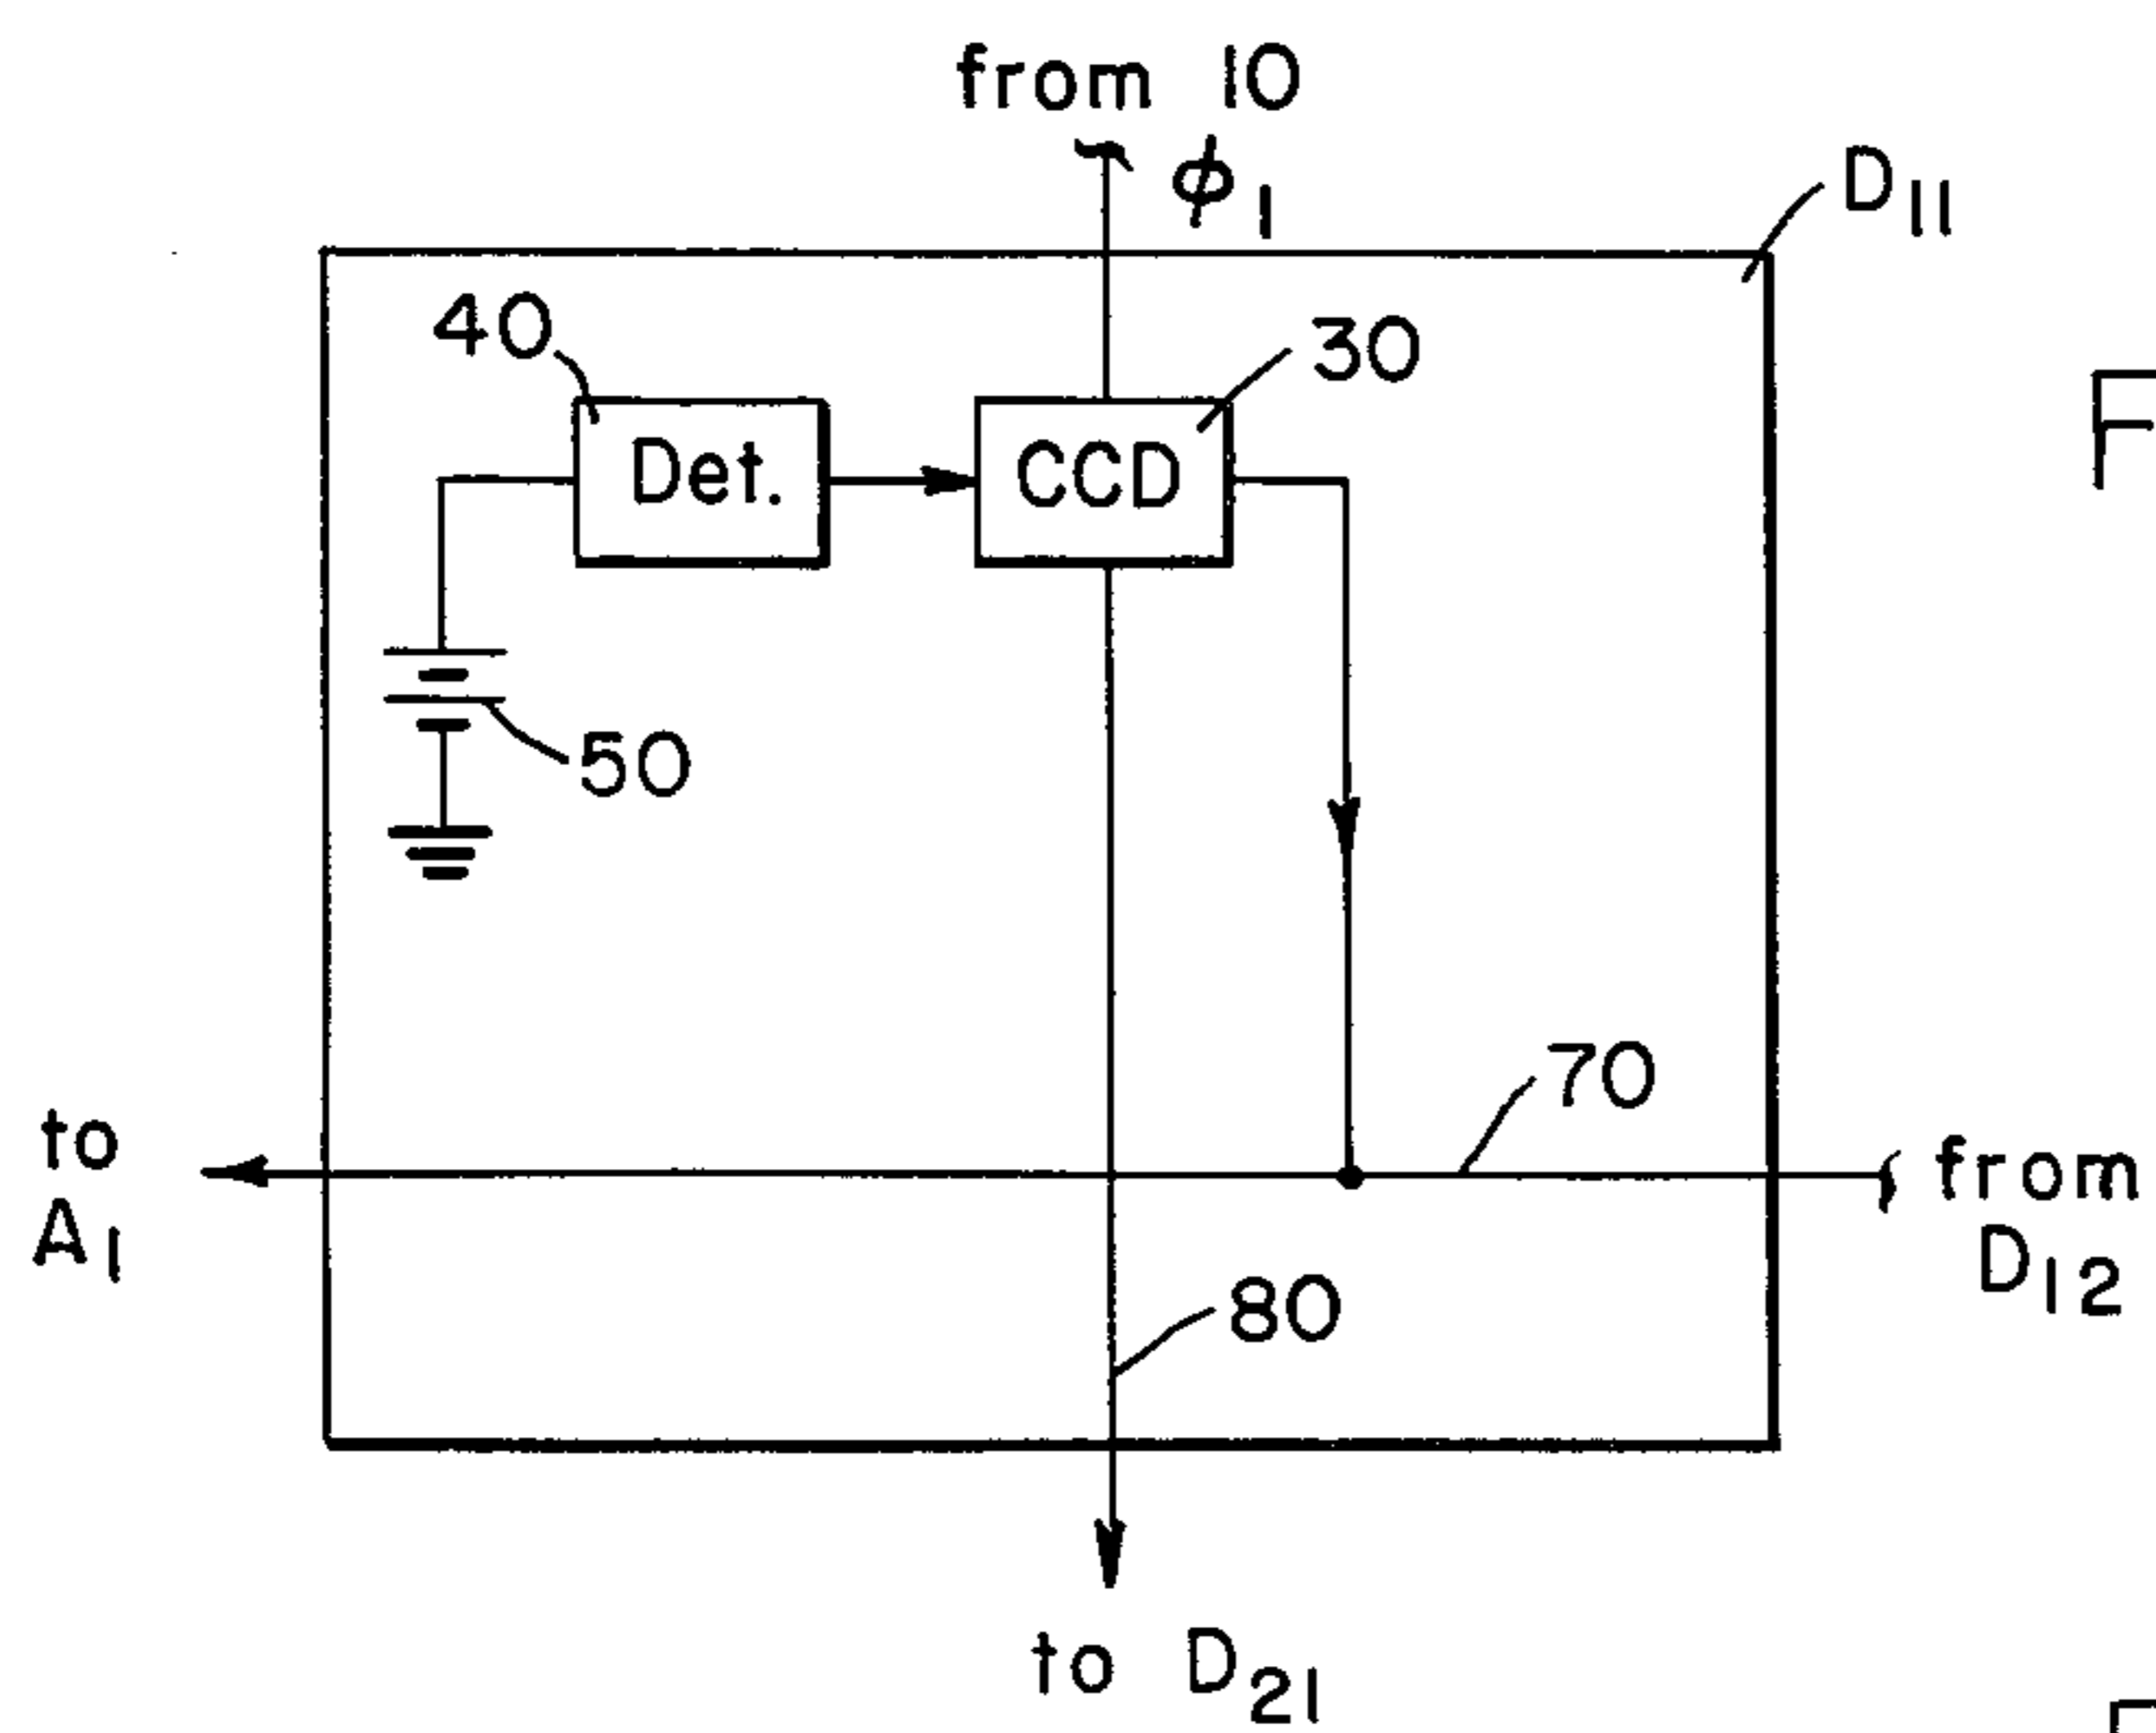 from 10
ϕ1
D11
40
30
Det.
CCD
50
70
to
A1
from
D12
80
to D21